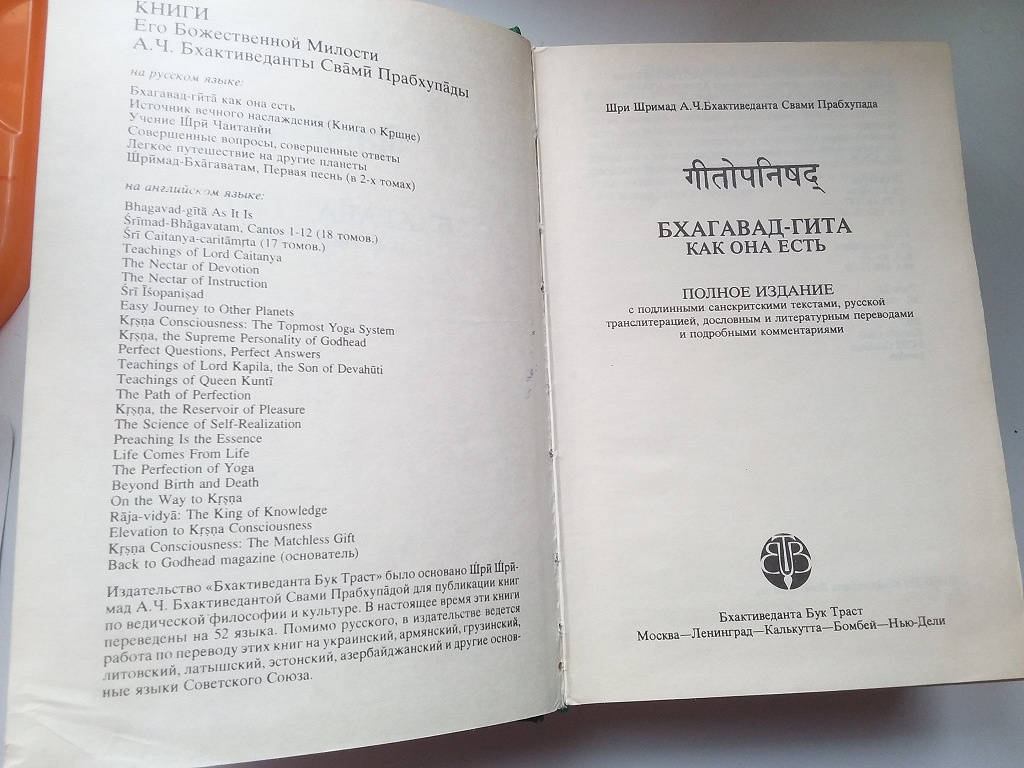 КНИГИ
Его Божественной Милости
А.Ч. Бхактиведанты Сва̄мӣ Прабхупа̄ды
на русском языке:
Бхагавад-гӣта̄ как она есть
Источник вечного наслаждения (Книга о Кр̣шн̣е)
Учение Шрӣ Чаитанйи
Совершенные вопросы, совершенные ответы
Легкое путешествие на другие планеты
Шрӣмад-Бха̄гаватам, Первая песнь (в 2-х томах)
на английском языке:
Bhagavad-gītā As It Is
Śrīmad-Bhāgavatam, Cantos 1-12 (18 томов.)
Śrī Caitanya-caritāmṛta (17 томов.)
Teachings of Lord Caitanya
The Nectar of Devotion
The Nectar of Instruction
Śrī Īśopaniṣad
Easy Journey to Other Planets
Kṛṣṇa Consciousness: The Topmost Yoga System
Kṛṣṇa, the Supreme Personality of Godhead
Perfect Questions, Perfect Answers
Teachings of Lord Kapila, the Son of Devahūti
Teachings of Queen Kuntī
The Path of Perfection
Kṛṣṇa, the Reservoir of Pleasure
The Science of Self-Realization
Preaching Is the Essence
Life Comes From Life
The Perfection of Yoga
Beyond Birth and Death
On the Way to Kṛṣṇa
Rāja-vidyā: The King of Knowledge
Elevation to Kṛṣṇa Consciousness
Kṛṣṇa Consciousness: The Matchless Gift
Back to Godhead magazine (основатель)
Издательство «Бхактиведанта Бук Траст» было основано Шрӣ Шрӣ-
мад А.Ч. Бхактиведантой Свами Прабхупа̄дой для публикации книг
по ведической философии и культуре. В настоящее время эти книги
переведены на 52 языка. Помимо русского, в издательстве ведется
работа по переводу этих книг на украинский, армянский, грузинский,
литовский, латышский, эстонский, азербайджанский и другие основ-
ные языки Советского Союза.
Шри Шримад А.Ч.Бхактиведанта Свами Прабхупада
गीतोपनिषद्
БХАГАВАД-ГИТА
КАК ОНА ЕСТЬ
ПОЛНОЕ ИЗДАНИЕ
с подлинными санскритскими текстами, русской
транслитерацией, дословным и литературным переводами
и подробными комментариями
BTB
Бхактиведанта Бук Траст
Москва—Ленинград—Калькутта—Бомбей—Нью-Дели